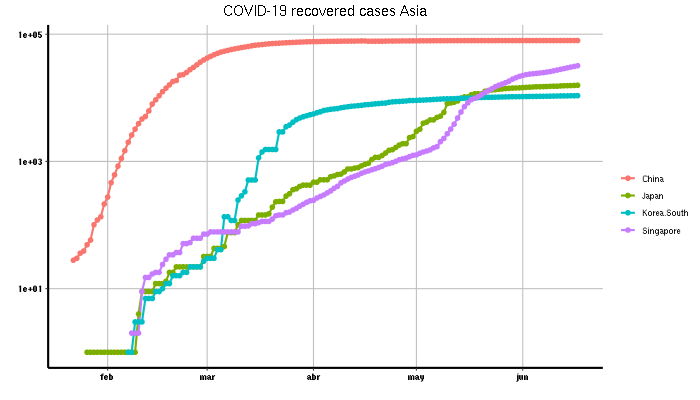 COVID-19 recovered cases Asia
1e+05
1e+03
1e+01
feb mar abr may jun
China
Japan
Korea.South
Singapore